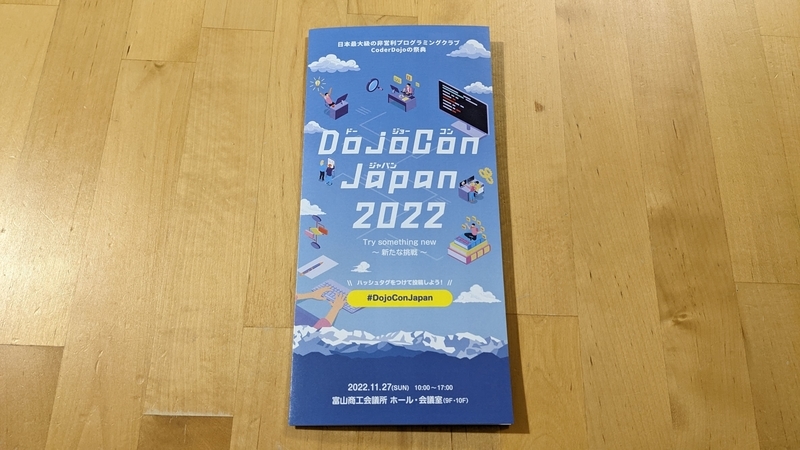 日本最大級の非営利プログラミングクラブ
CoderDojoの祭典
ドー ジョー コン
DojoCon
ジャパン
Japan
2022
Try something new
～ 新たな挑戦 ～
\\ ハッシュタグをつけて投稿しよう！ //
#DojoConJapan
2022.11.27(SUN) 10:00～17:00
富山商工会議所 ホール・会議室(9F・10F)